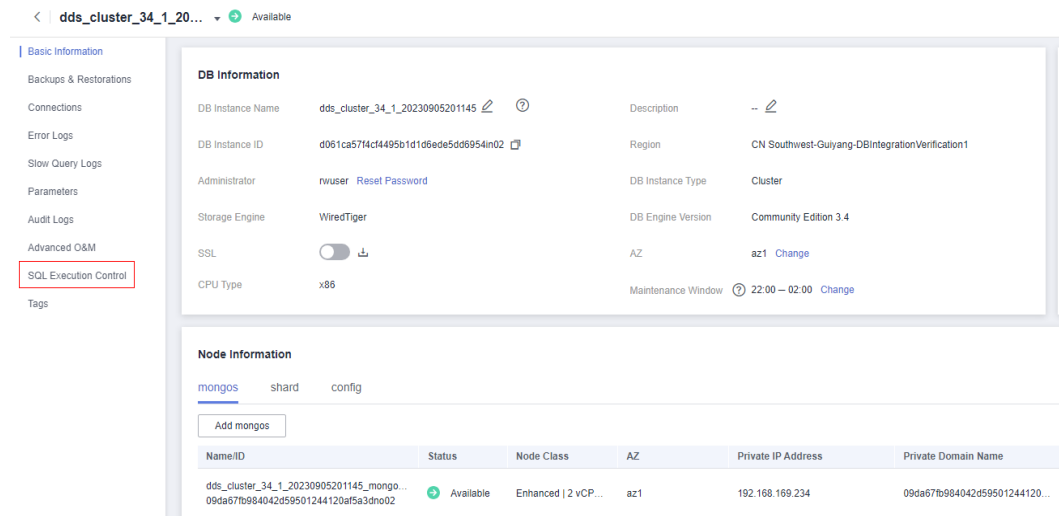 dds_cluster_34_1_20... Available
Basic Information
Backups & Restorations
Connections
Error Logs
Slow Query Logs
Parameters
Audit Logs
Advanced O&M
SQL Execution Control
Tags
DB Information
DB Instance Name dds_cluster_34_1_20230905201145 Description --
DB Instance ID d061ca57f4cf4495b1d1d6ede5dd6954in02 Region CN Southwest-Guiyang-DBIntegrationVerification1
Administrator rwuser Reset Password DB Instance Type Cluster
Storage Engine WiredTiger DB Engine Version Community Edition 3.4
SSL AZ az1 Change
CPU Type x86 Maintenance Window 22:00 — 02:00 Change
Node Information
mongos shard config
Add mongos
Name/ID Status Node Class AZ Private IP Address Private Domain Name
dds_cluster_34_1_20230905201145_mongo... Available Enhanced | 2 vCP... az1 192.168.169.234 09da67fb984042d59501244120...
09da67fb984042d59501244120af5a3dno02